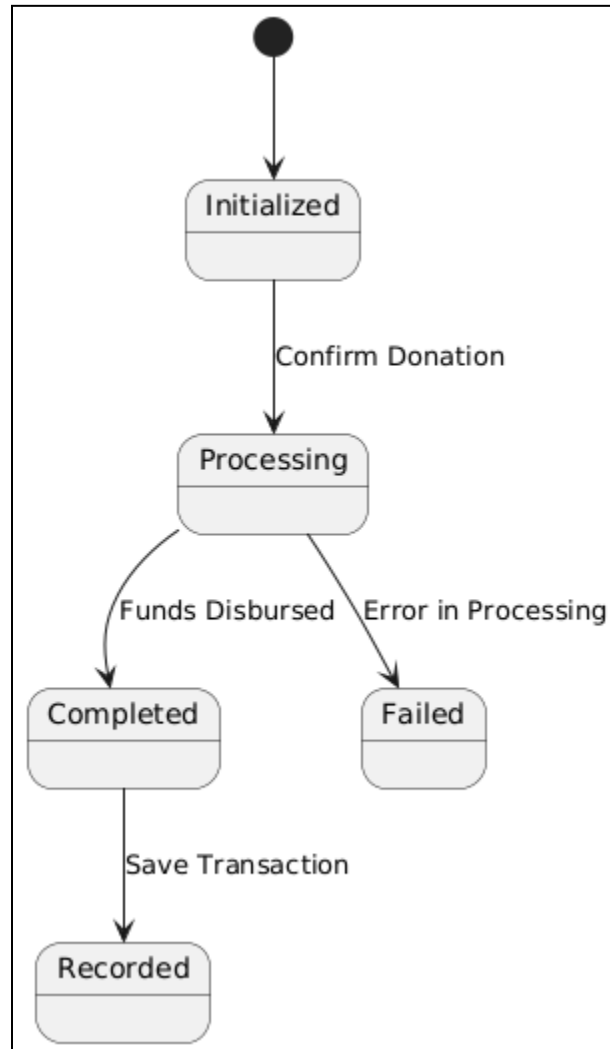 Initialized
Confirm Donation
Processing
Funds Disbursed
Error in Processing
Completed
Failed
Save Transaction
Recorded